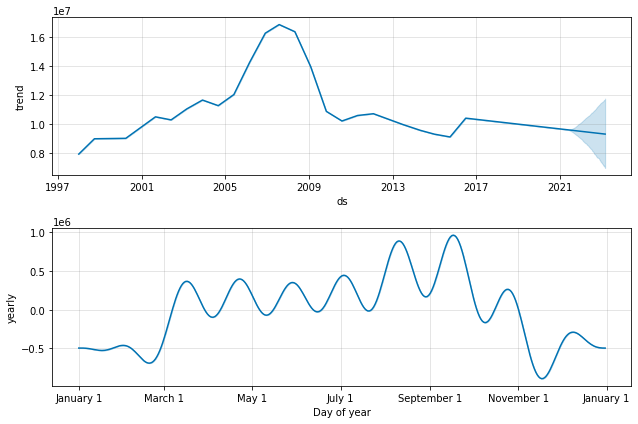 1e7
trend
1.6
1.4
1.2
1.0
0.8
1997 2001 2005 2009 2013 2017 2021
ds
1e6
yearly
1.0
0.5
0.0
−0.5
January 1 March 1 May 1 July 1 September 1 November 1 January 1
Day of year